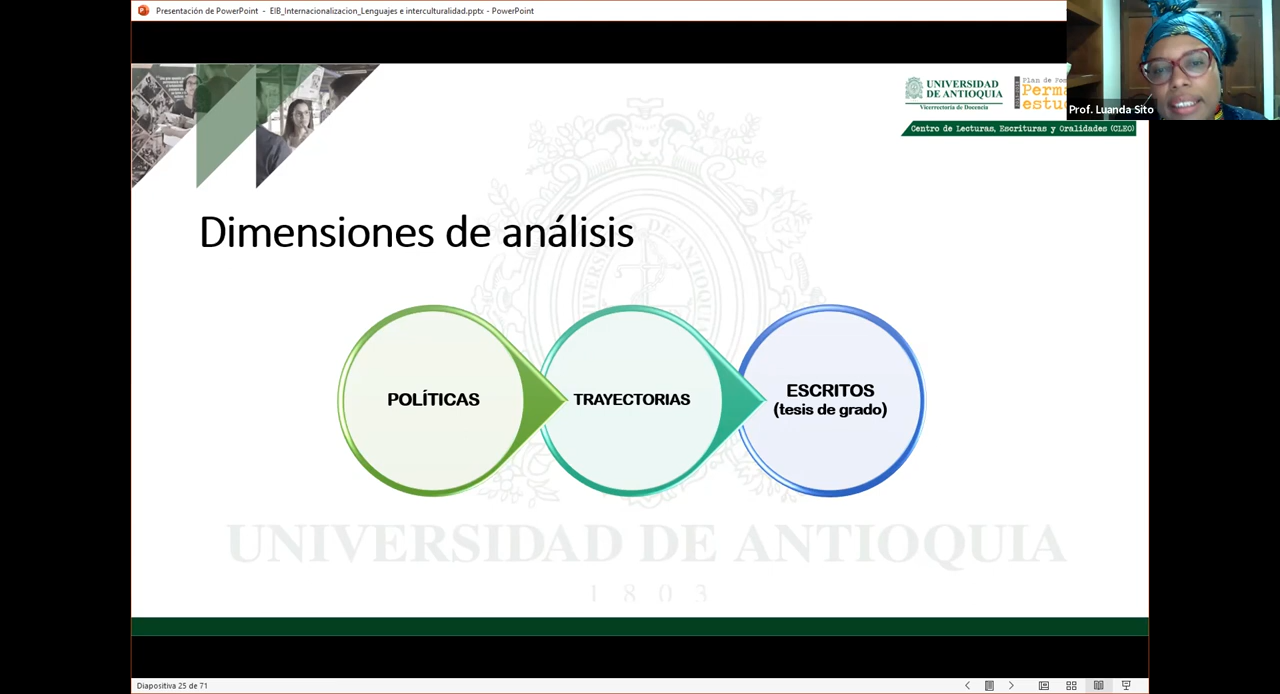 Presentación de PowerPoint - EIB_Internacionalizacion_Lenguajes e interculturalidad.pptx - PowerPoint
UNIVERSIDAD
DE ANTIOQUIA
Vicerrectoría de Docencia
Plan de
Prof. Luanda Sito
Centro de Lecturas, Escrituras y Oralidades (CLEO)
Dimensiones de análisis
POLÍTICAS
TRAYECTORIAS
ESCRITOS
(tesis de grado)
UNIVERSIDAD DE ANTIOQUIA
1 8 0 3
Diapositiva 25 de 71